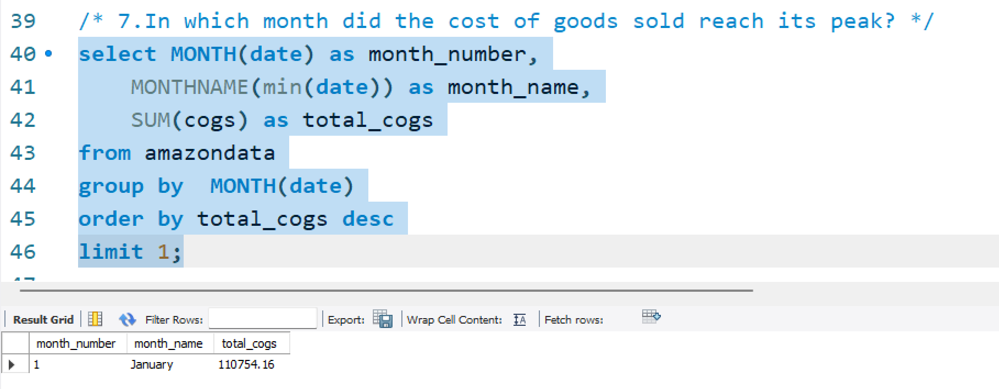 39 /* 7.In which month did the cost of goods sold reach its peak? */
40 select MONTH(date) as month_number,
41 MONTHNAME(min(date)) as month_name,
42 SUM(cogs) as total_cogs
43 from amazondata
44 group by  MONTH(date)
45 order by total_cogs desc
46 limit 1;
Result Grid Filter Rows: Export: Wrap Cell Content: Fetch rows:
month_number month_name total_cogs
1 January 110754.16